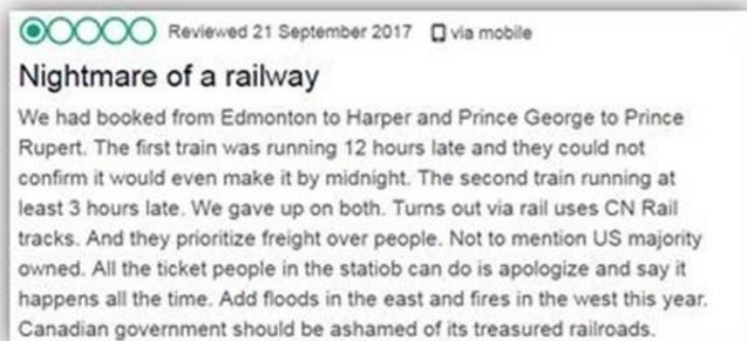 Reviewed 21 September 2017 via mobile
Nightmare of a railway
We had booked from Edmonton to Harper and Prince George to Prince
Rupert. The first train was running 12 hours late and they could not
confirm it would even make it by midnight. The second train running at
least 3 hours late. We gave up on both. Turns out via rail uses CN Rail
tracks. And they prioritize freight over people. Not to mention US majority
owned. All the ticket people in the statiob can do is apologize and say it
happens all the time. Add floods in the east and fires in the west this year.
Canadian government should be ashamed of its treasured railroads.